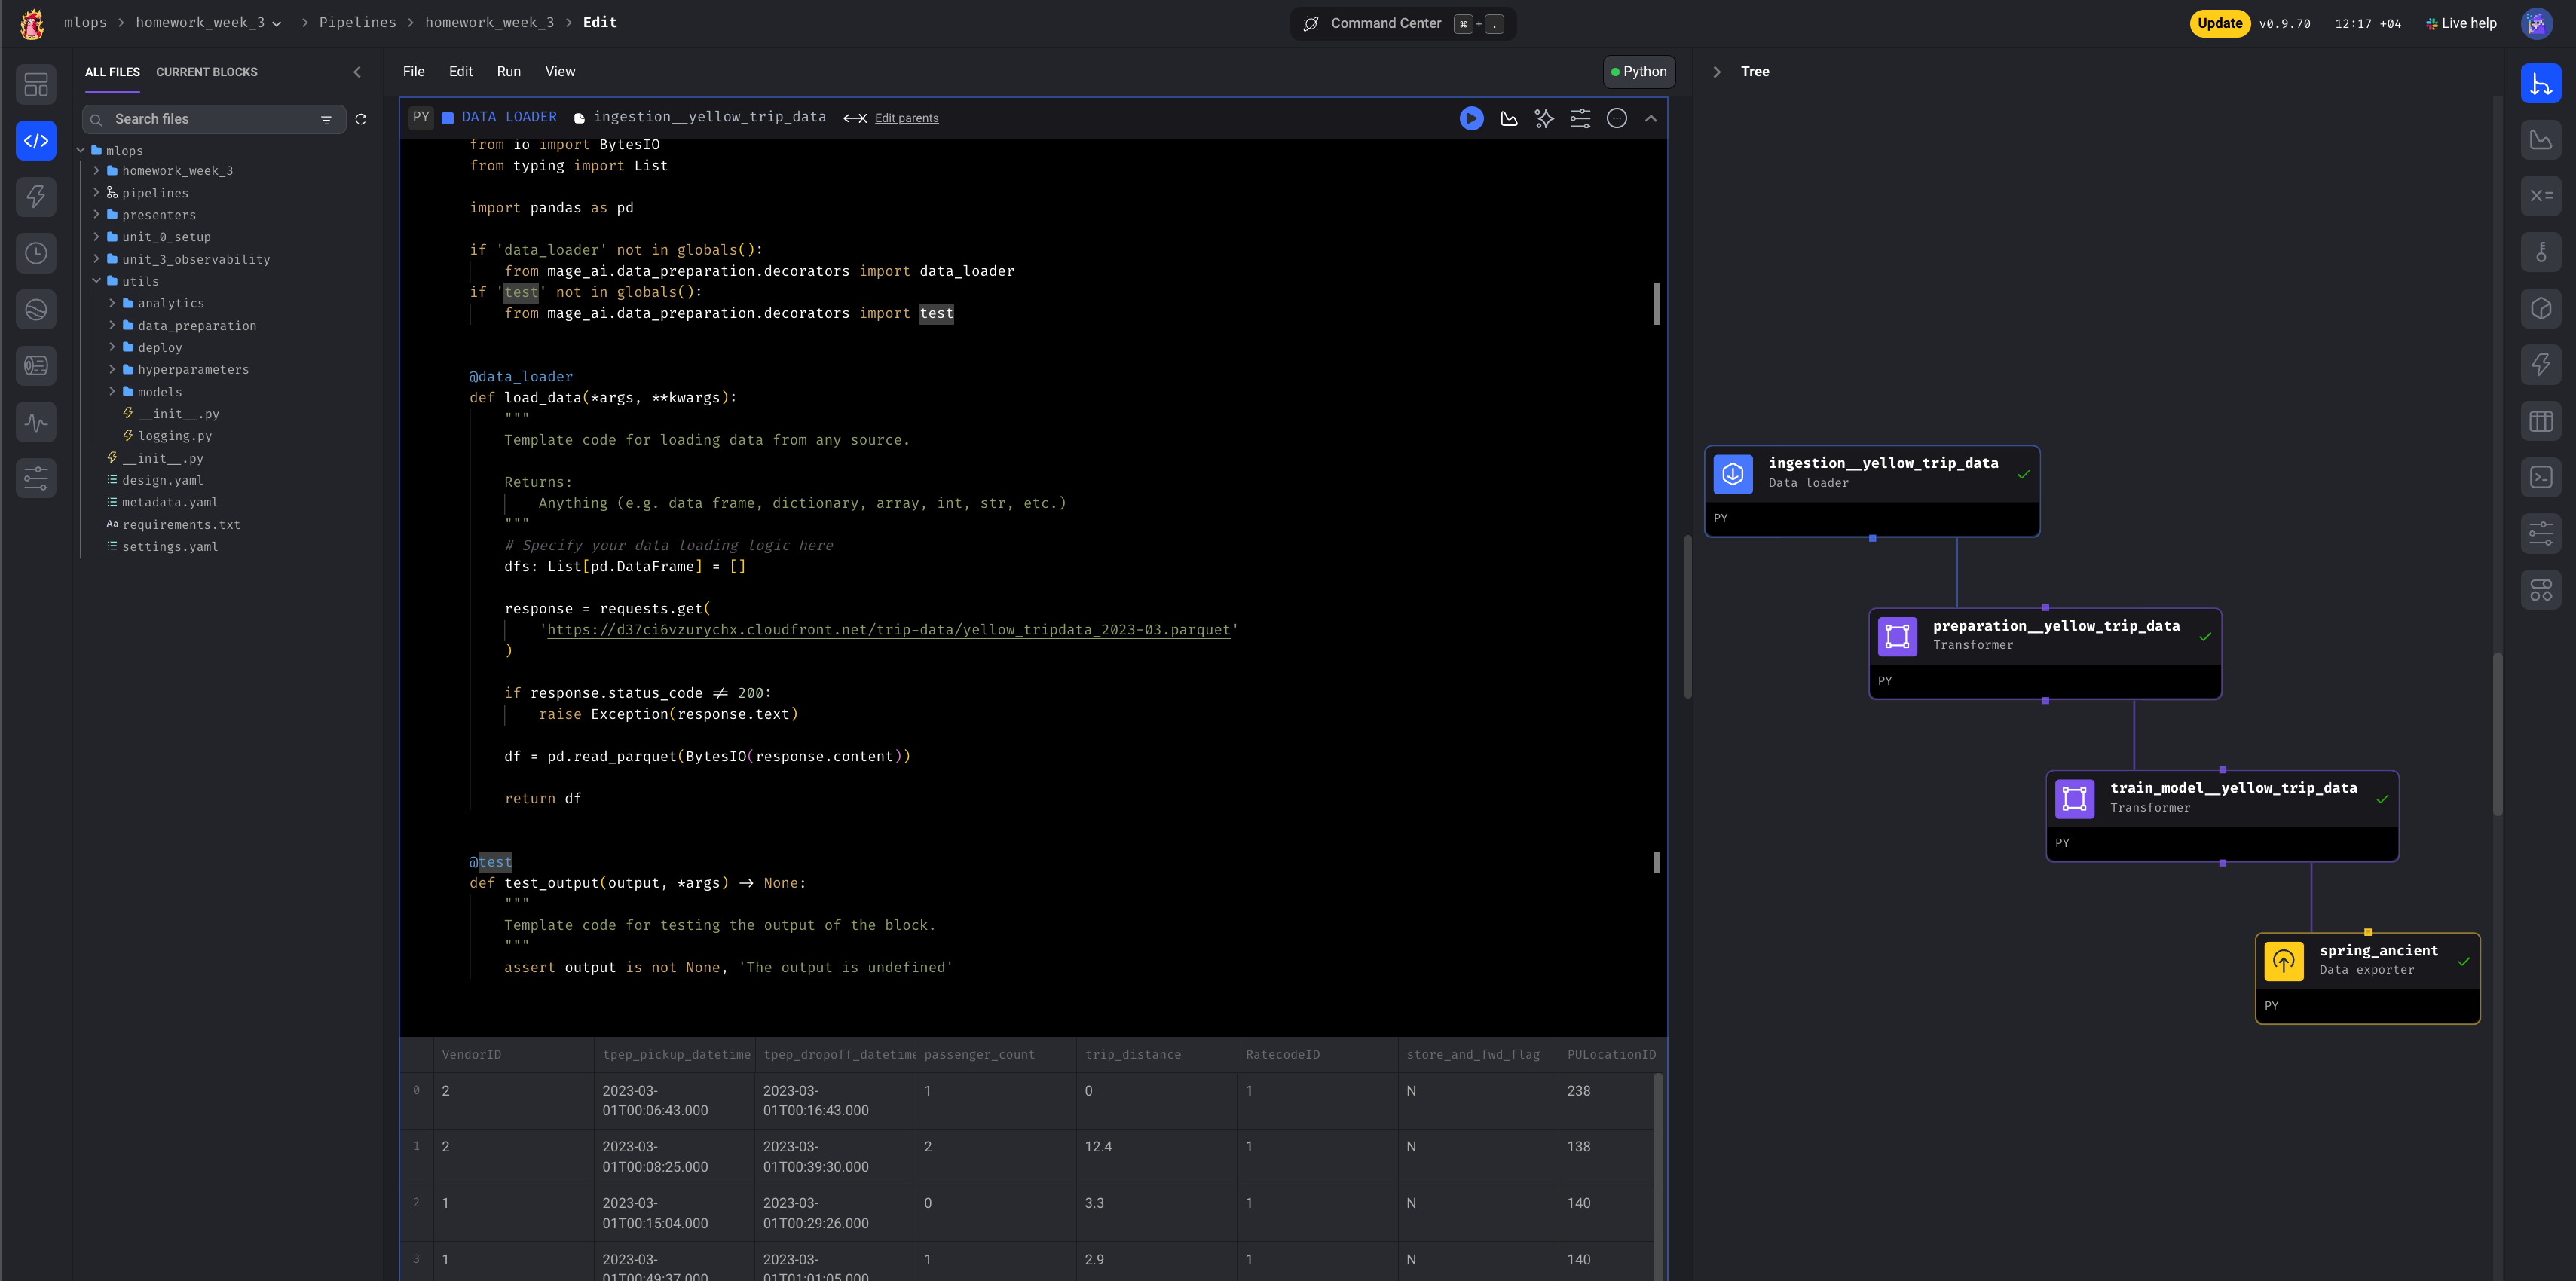 mlops > homework_week_3 > Pipelines > homework_week_3 > Edit
Command Center ⌘ + .
Update v0.9.70 12:17 +04 Live help
ALL FILES CURRENT BLOCKS
Search files
mlops
homework_week_3
pipelines
presenters
unit_0_setup
unit_3_observability
utils
analytics
data_preparation
deploy
hyperparameters
models
__init__.py
logging.py
__init__.py
design.yaml
metadata.yaml
Aa requirements.txt
settings.yaml
File Edit Run View
Python
PY DATA LOADER ingestion__yellow_trip_data Edit parents
from io import BytesIO
from typing import List
import pandas as pd
if 'data_loader' not in globals():
from mage_ai.data_preparation.decorators import data_loader
if 'test' not in globals():
from mage_ai.data_preparation.decorators import test
@data_loader
def load_data(*args, **kwargs):
"""
Template code for loading data from any source.
Returns:
Anything (e.g. data frame, dictionary, array, int, str, etc.)
"""
# Specify your data loading logic here
dfs: List[pd.DataFrame] = []
response = requests.get(
'https://d37ci6vzurychx.cloudfront.net/trip-data/yellow_tripdata_2023-03.parquet'
)
if response.status_code ≠ 200:
raise Exception(response.text)
df = pd.read_parquet(BytesIO(response.content))
return df
@test
def test_output(output, *args) → None:
"""
Template code for testing the output of the block.
"""
assert output is not None, 'The output is undefined'
VendorID tpep_pickup_datetime tpep_dropoff_datetime passenger_count trip_distance RatecodeID store_and_fwd_flag PULocationID
0 2 2023-03- 2023-03- 1 0 1 N 238
01T00:06:43.000 01T00:16:43.000
1 2 2023-03- 2023-03- 2 12.4 1 N 138
01T00:08:25.000 01T00:39:30.000
2 1 2023-03- 2023-03- 0 3.3 1 N 140
01T00:15:04.000 01T00:29:26.000
3 1 2023-03- 2023-03- 1 2.9 1 N 140
01T00:49:37.000 01T01:01:05.000
Tree
ingestion__yellow_trip_data
Data loader
PY
preparation__yellow_trip_data
Transformer
PY
train_model__yellow_trip_data
Transformer
PY
spring_ancient
Data exporter
PY